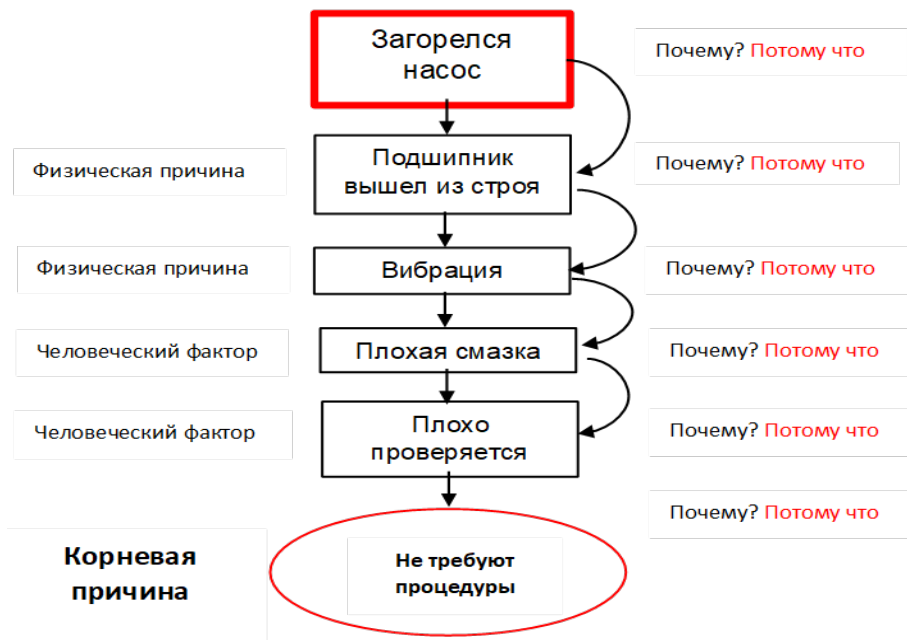 Загорелся
насос
Почему? Потому что
Физическая причина
Подшипник
вышел из строя
Почему? Потому что
Физическая причина
Вибрация
Почему? Потому что
Человеческий фактор
Плохая смазка
Почему? Потому что
Человеческий фактор
Плохо
проверяется
Почему? Потому что
Почему? Потому что
Корневая
причина
Не требуют
процедуры